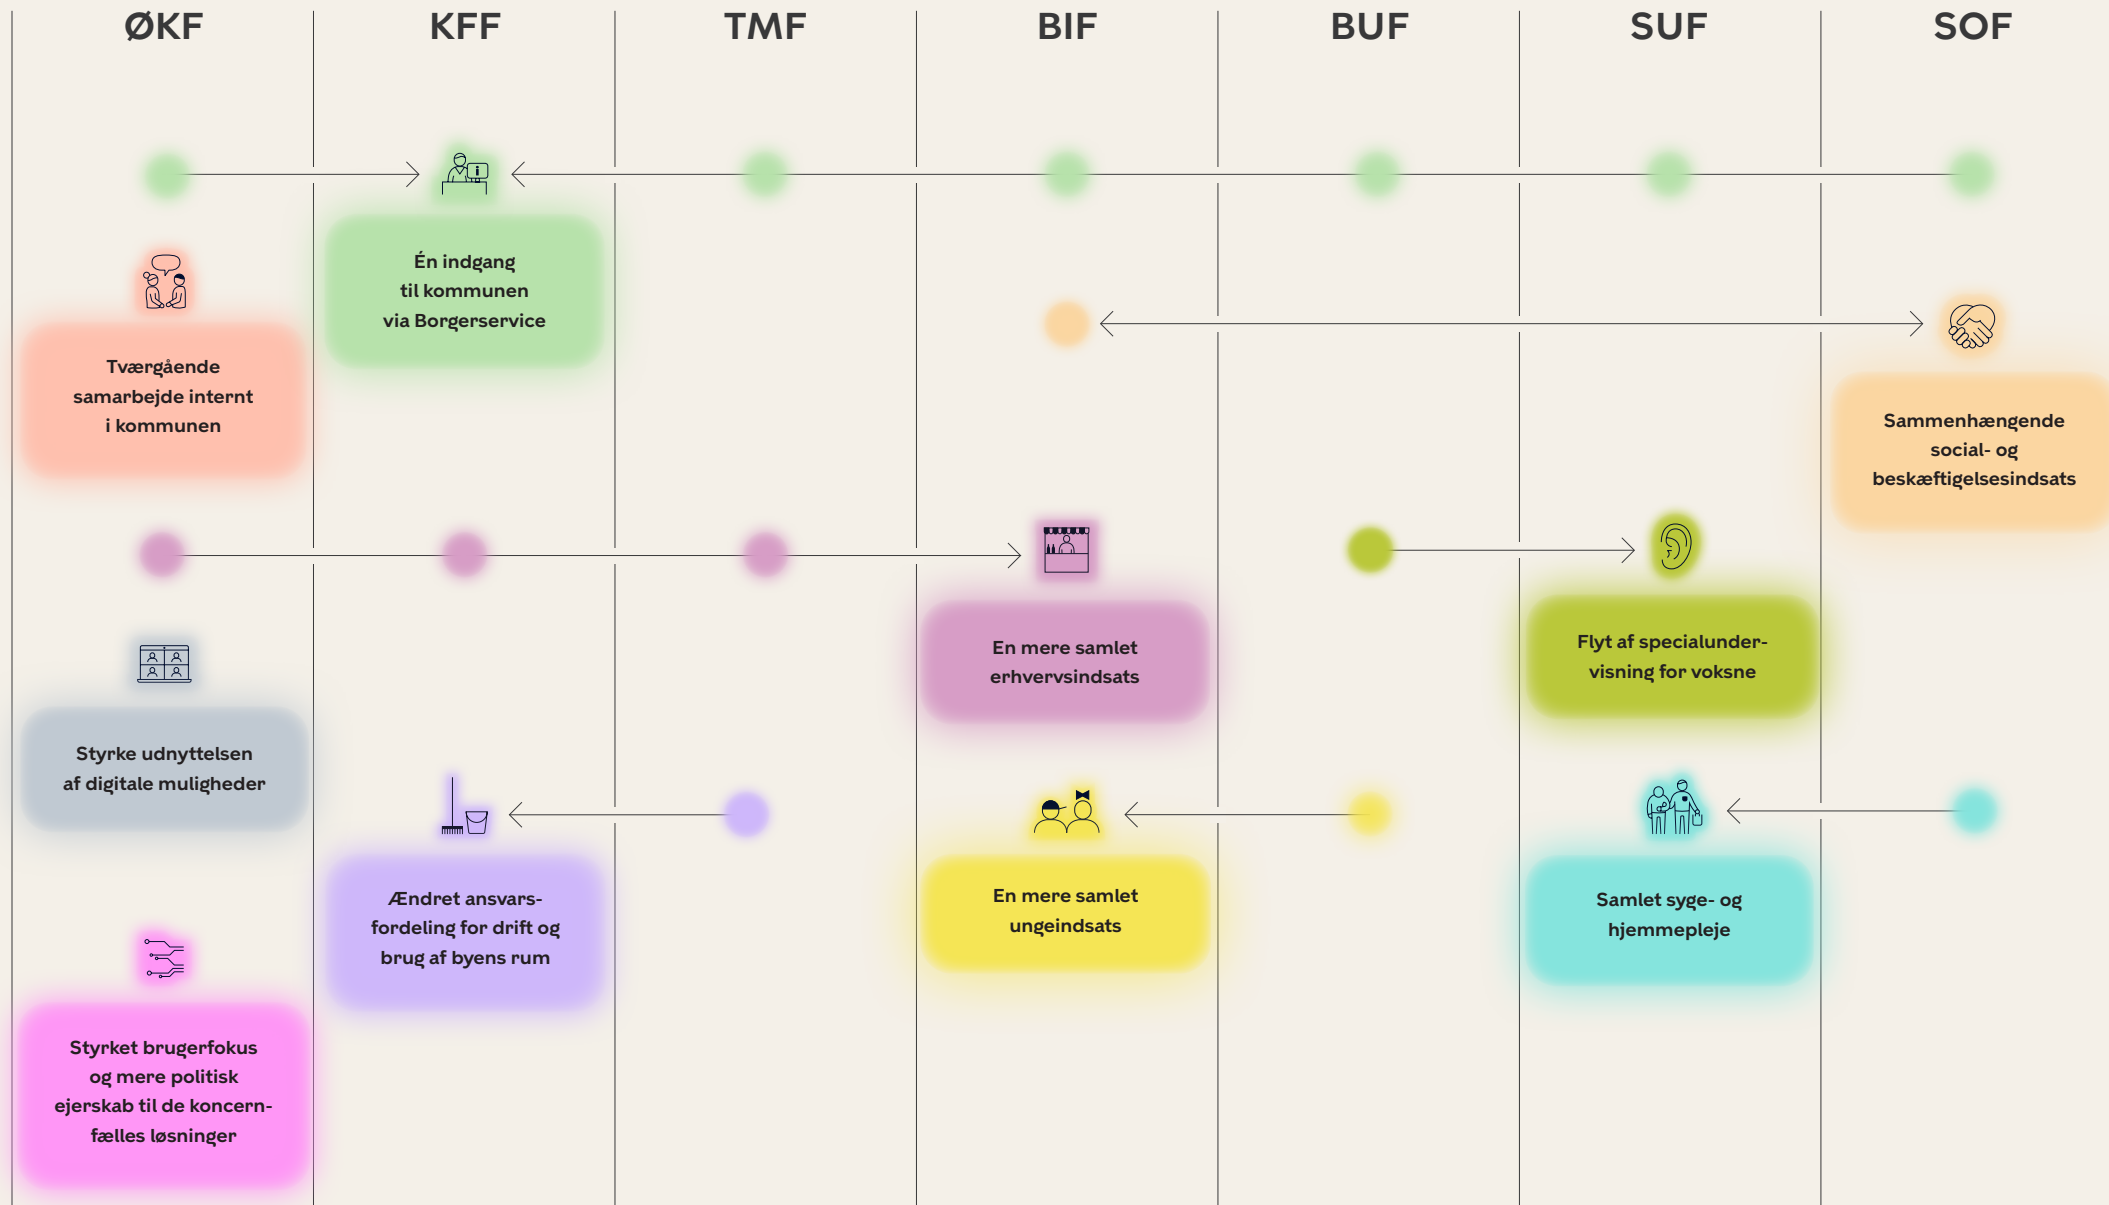 ØKF
KFF
TMF
BIF
BUF
SUF
SOF
Én indgang
til kommunen
via Borgerservice
Tværgående
samarbejde internt
i kommunen
Sammenhængende
social- og
beskæftigelsesindsats
En mere samlet
erhvervsindsats
Flyt af specialunder-
visning for voksne
Styrke udnyttelsen
af digitale muligheder
Ændret ansvars-
fordeling for drift og
brug af byens rum
En mere samlet
ungeindsats
Samlet syge- og
hjemmepleje
Styrket brugerfokus
og mere politisk
ejerskab til de koncern-
fælles løsninger